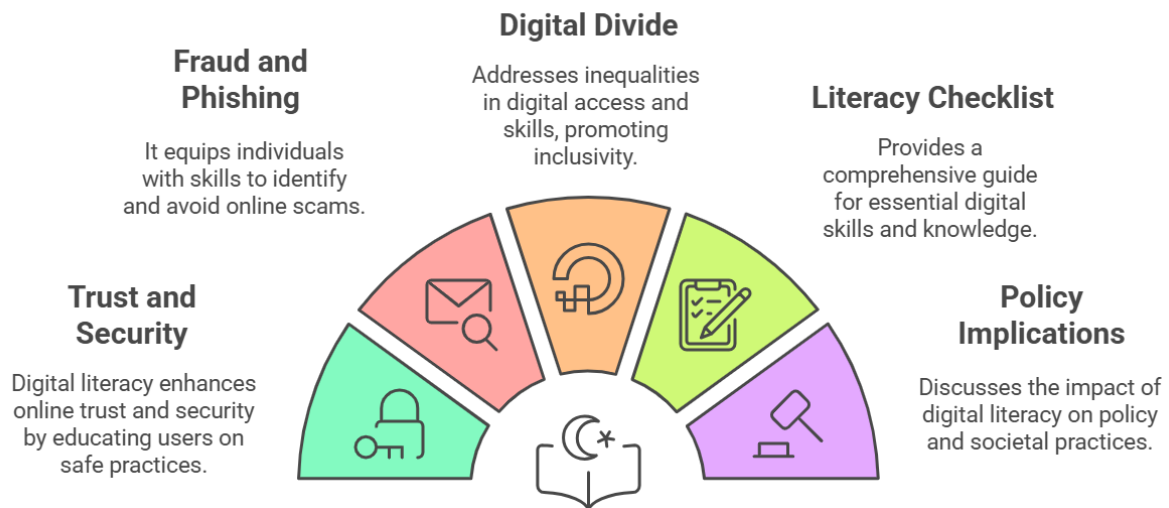 Digital Divide
Addresses inequalities
in digital access and
skills, promoting
inclusivity.
Fraud and
Phishing
It equips individuals
with skills to identify
and avoid online scams.
Literacy Checklist
Provides a
comprehensive guide
for essential digital
skills and knowledge.
Trust and
Security
Digital literacy enhances
online trust and security
by educating users on
safe practices.
Policy
Implications
Discusses the impact of
digital literacy on policy
and societal practices.